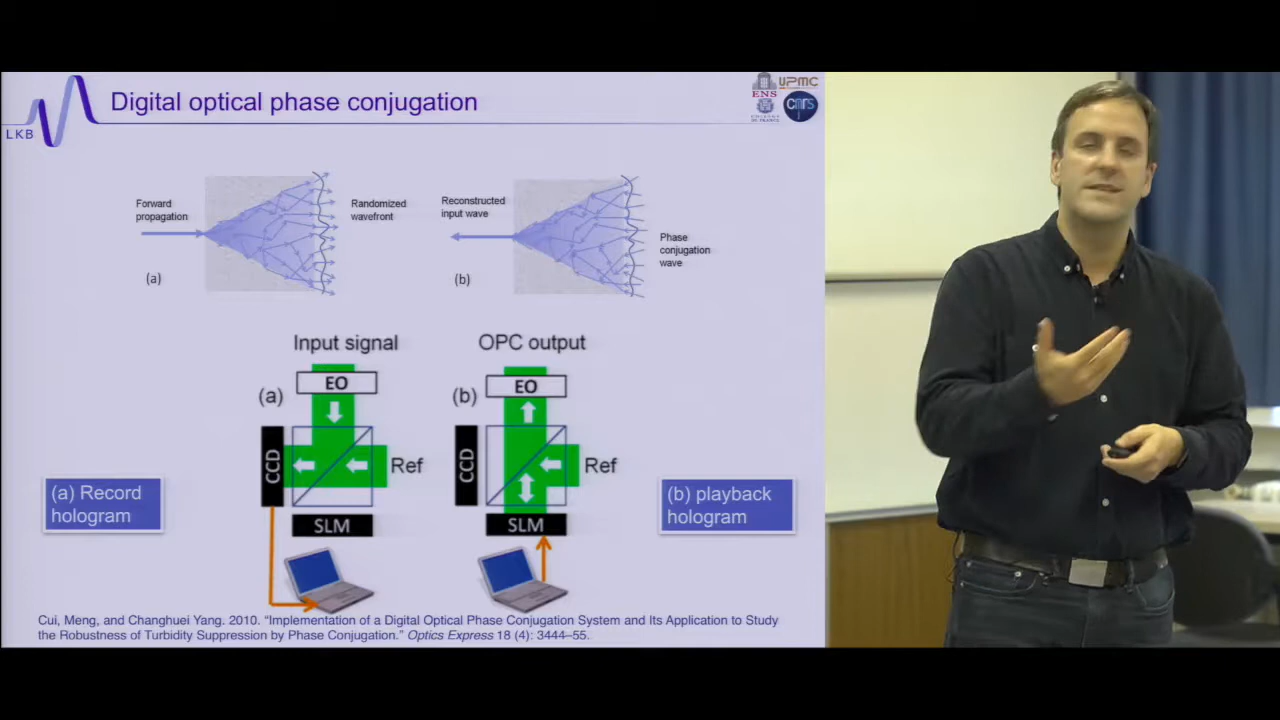 Digital optical phase conjugation
LKB
ENS
UPMC
cnrs
Forward
propagation
Randomized
wavefront
(a)
Reconstructed
input wave
Phase
conjugation
wave
(b)
Input signal
OPC output
(a)
EO
CCD
Ref
SLM
(b)
EO
CCD
Ref
SLM
(a) Record
hologram
(b) playback
hologram
Cui, Meng, and Changhuei Yang. 2010. “Implementation of a Digital Optical Phase Conjugation System and Its Application to Study
the Robustness of Turbidity Suppression by Phase Conjugation.” Optics Express 18 (4): 3444–55.